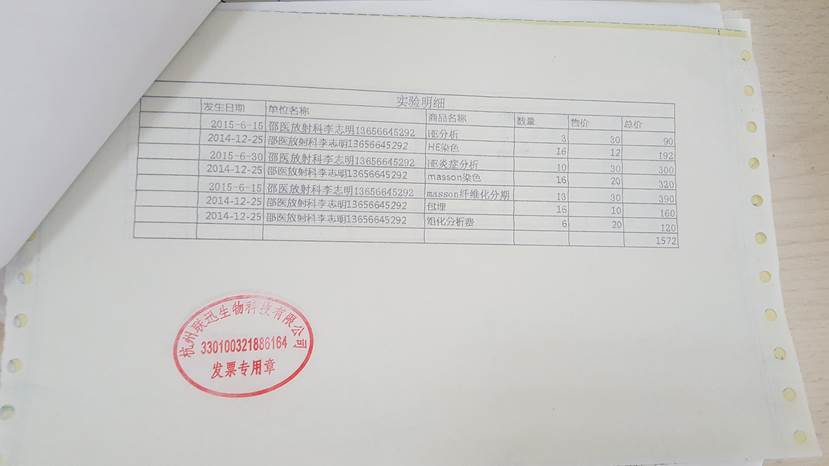 实验明细
发生日期 单位名称 商品名称 数量 售价 总价
2015-6-15 邵医放射科李志明13656645292 HE分析 3 30 90
2014-12-25 邵医放射科李志明13656645292 HE染色 16 12 192
2015-6-30 邵医放射科李志明13656645292 HE炎症分析 10 30 300
2014-12-25 邵医放射科李志明13656645292 masson染色 16 20 320
2015-6-15 邵医放射科李志明13656645292 masson纤维化分期 13 30 390
2014-12-25 邵医放射科李志明13656645292 包埋 16 10 160
2014-12-25 邵医放射科李志明13656645292 组化分析费 6 20 120
1572
杭州联迅生物科技有限公司
330100321886164
发票专用章